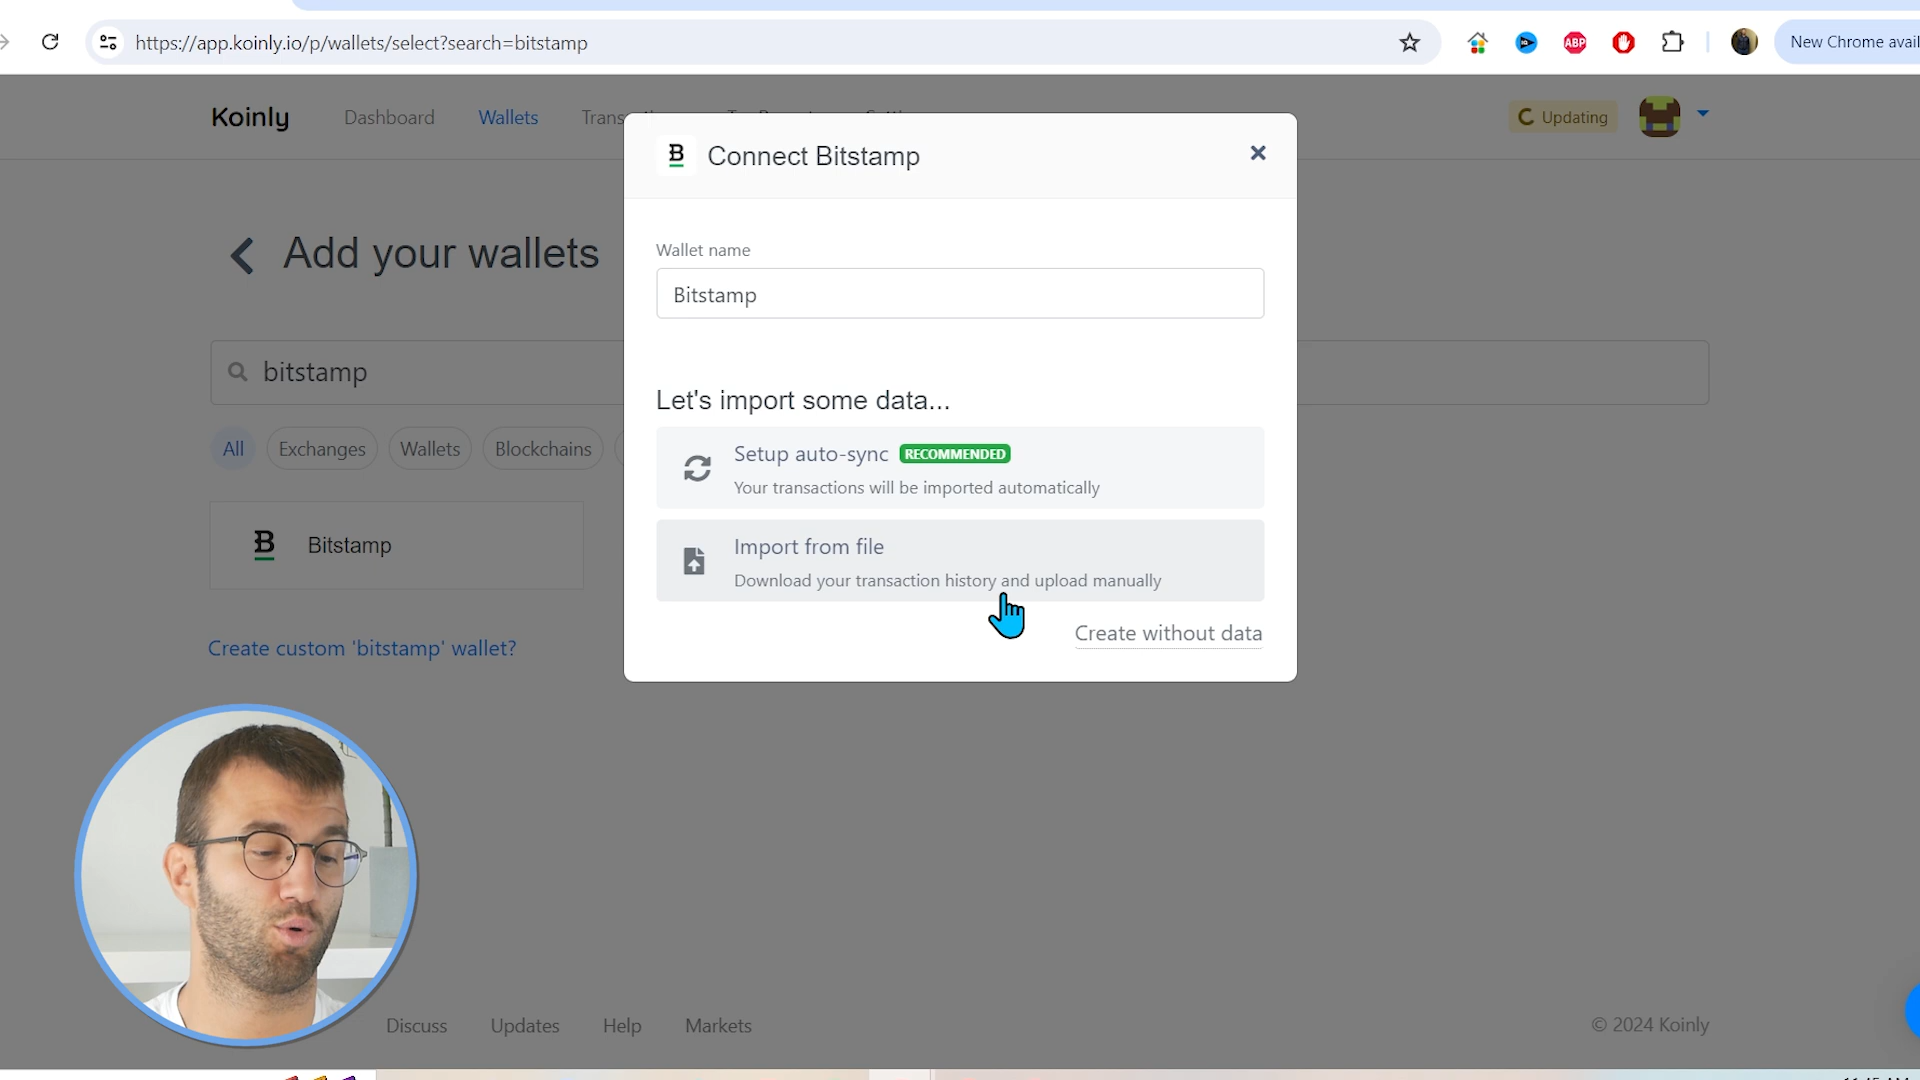 https://app.koinly.io/p/wallets/select?search=bitstamp
ABP
New Chrome avail
Koinly
Dashboard
Wallets
Updating
Connect Bitstamp
Add your wallets
Wallet name
Bitstamp
bitstamp
Let's import some data...
All
Exchanges
Wallets
Blockchains
Setup auto-sync
RECOMMENDED
Your transactions will be imported automatically
Bitstamp
Import from file
Download your transaction history and upload manually
Create without data
Create custom 'bitstamp' wallet?
Discuss
Updates
Help
Markets
© 2024 Koinly